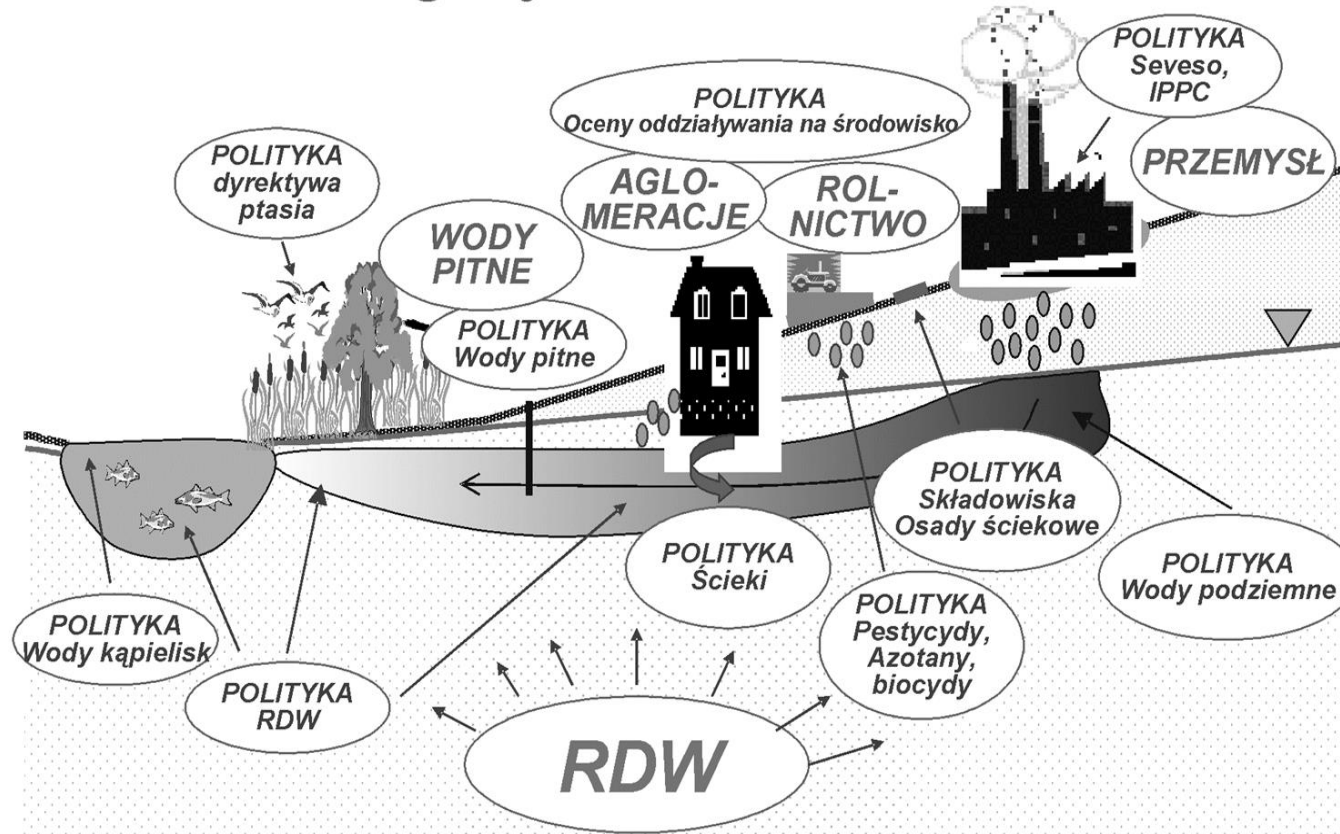 POLITYKA
Seveso,
IPPC
POLITYKA
Oceny oddziaływania na środowisko
PRZEMYSŁ
POLITYKA
dyrektywa
ptasia
AGLO-
MERACJE
ROL-
NICTWO
WODY
PITNE
POLITYKA
Wody pitne
POLITYKA
Składowiska
Osady ściekowe
POLITYKA
Ścieki
POLITYKA
Wody podziemne
POLITYKA
Pestycydy,
Azotany,
biocydy
POLITYKA
Wody kąpielisk
POLITYKA
RDW
RDW